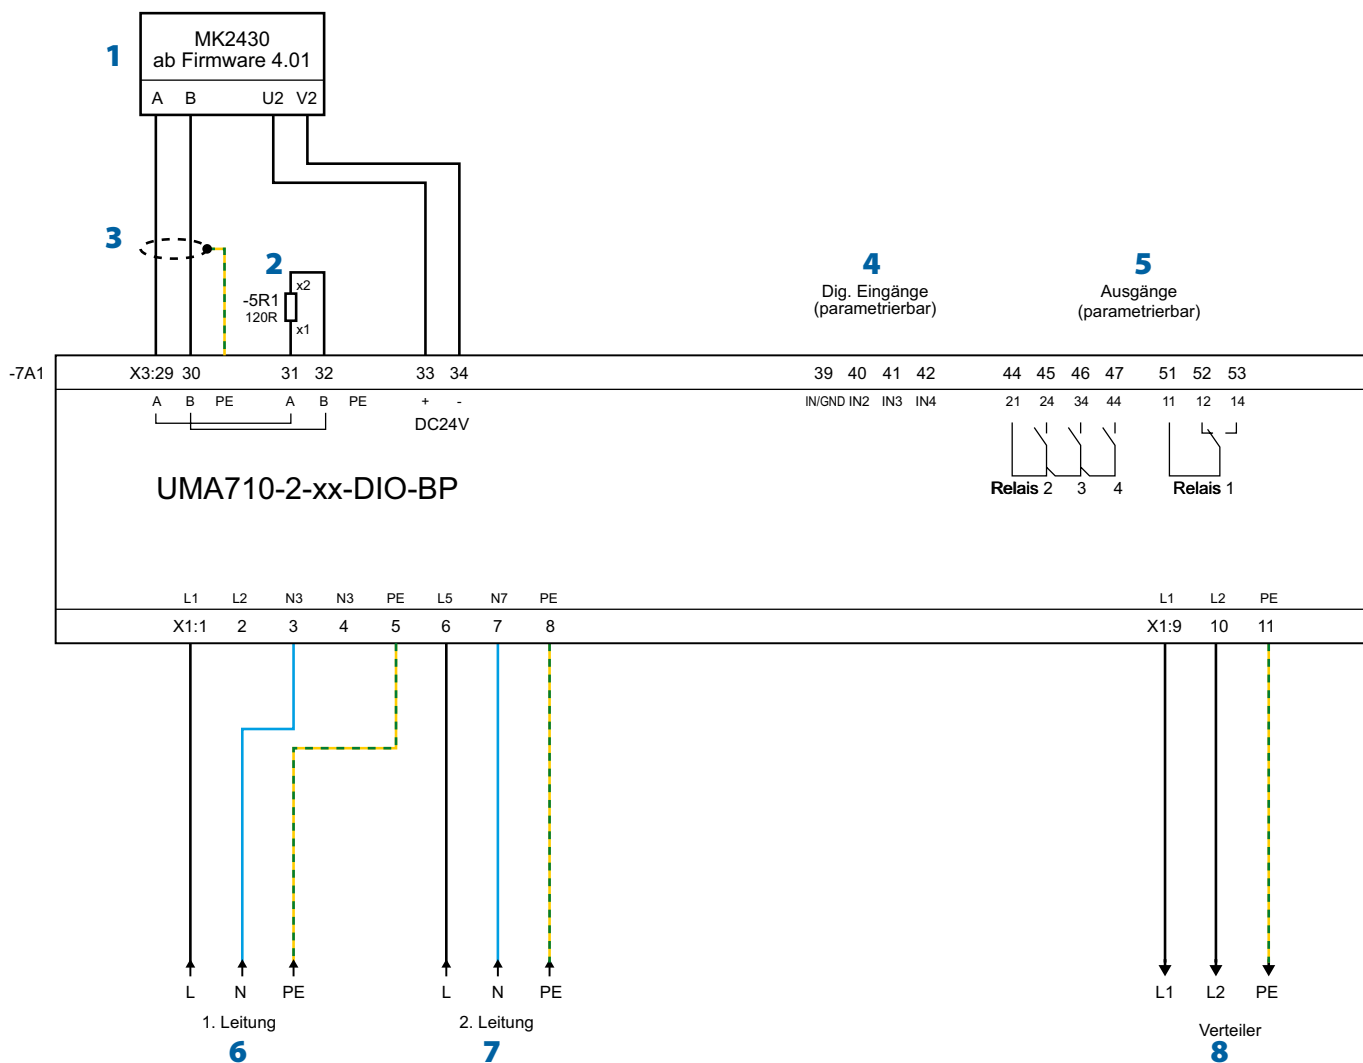 1
MK2430
ab Firmware 4.01
A B U2 V2
3
2
x2
-5R1
120R
x1
4
Dig. Eingänge
(parametrierbar)
5
Ausgänge
(parametrierbar)
-7A1
X3:29 30 31 32 33 34 39 40 41 42 44 45 46 47 51 52 53
A B PE A B PE + - IN/GND IN2 IN3 IN4 21 24 34 44 11 12 14
DC24V
UMA710-2-xx-DIO-BP
Relais 2 3 4 Relais 1
L1 L2 N3 N3 PE L5 N7 PE L1 L2 PE
X1:1 2 3 4 5 6 7 8 X1:9 10 11
L N PE L N PE L1 L2 PE
1. Leitung
6
2. Leitung
7
Verteiler
8